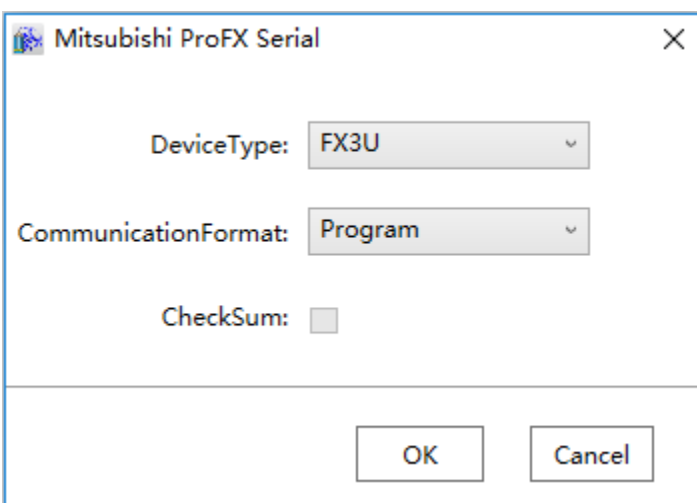 Mitsubishi ProFX Serial
DeviceType: FX3U
CommunicationFormat: Program
CheckSum:
OK Cancel